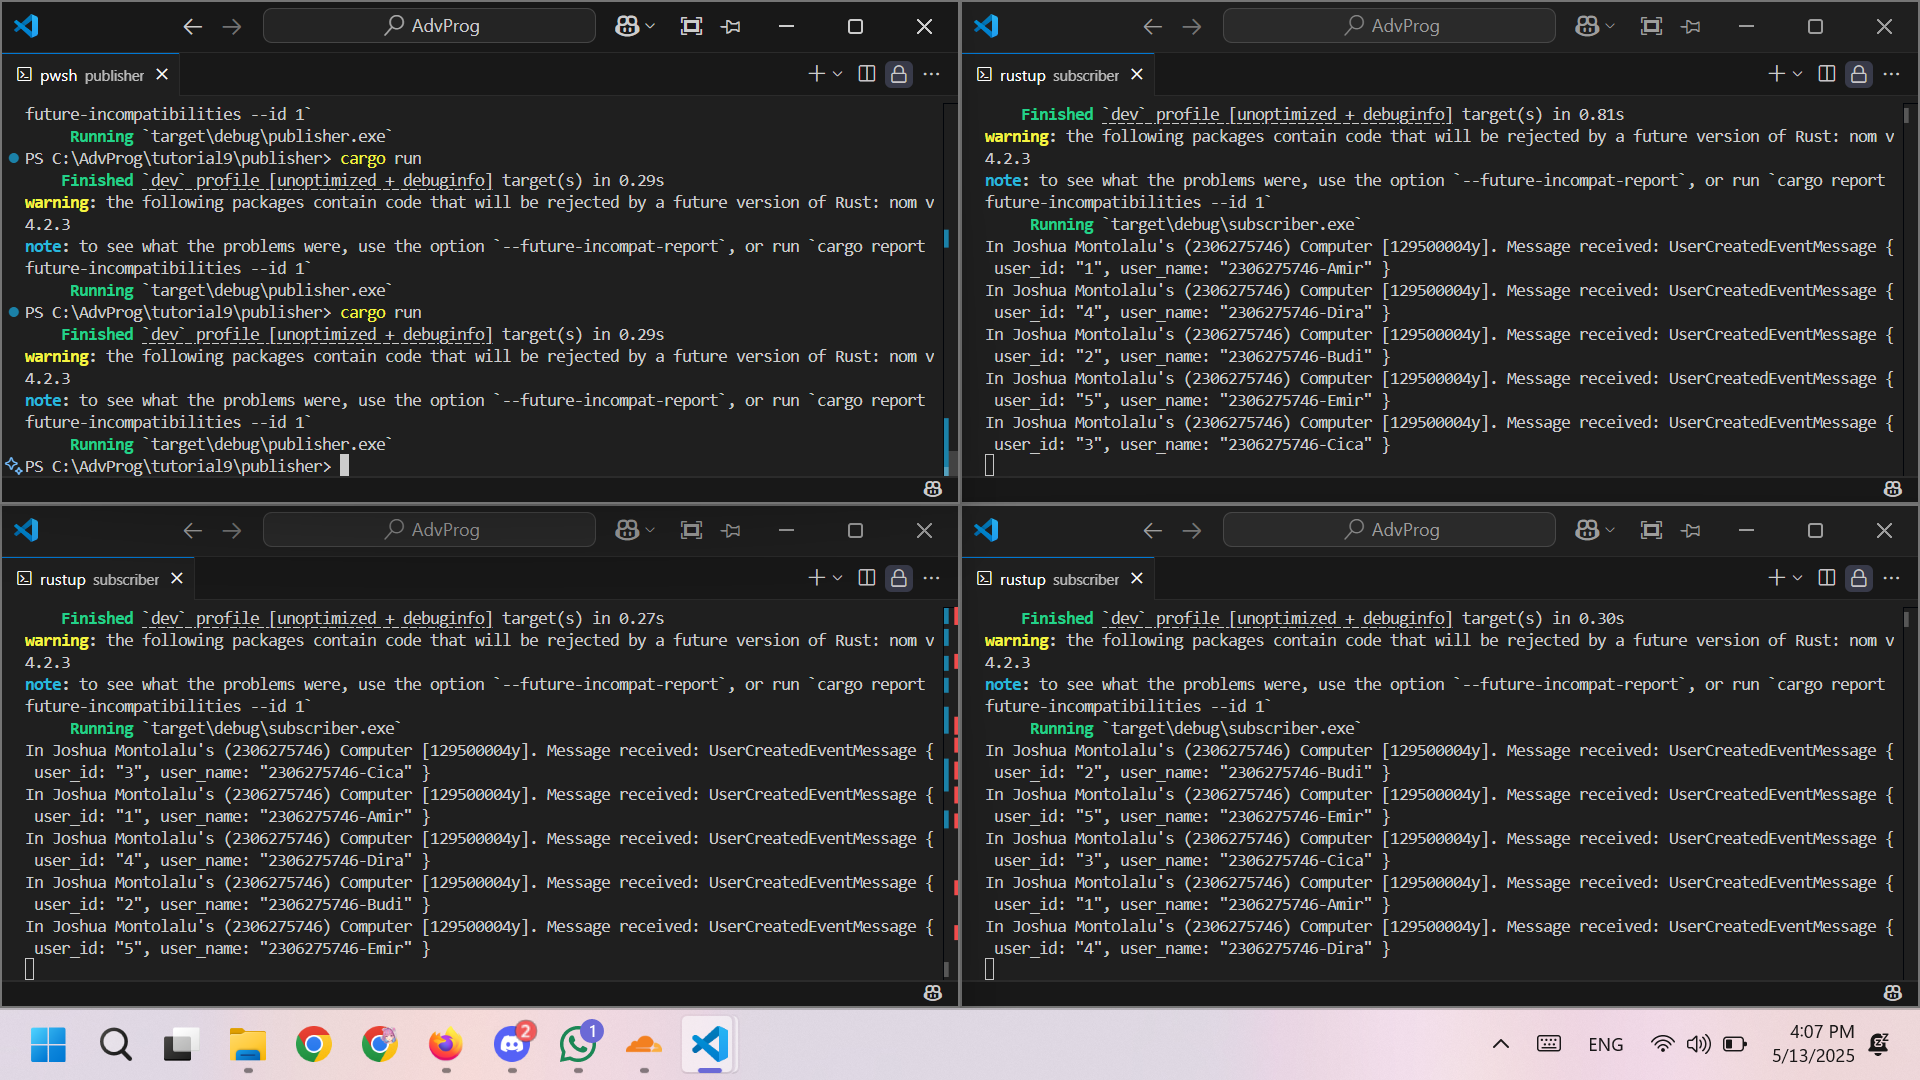 AdvProg
pwsh publisher
future-incompatibilities --id 1`
Running `target\debug\publisher.exe`
PS C:\AdvProg\tutorial9\publisher> cargo run
Finished `dev` profile [unoptimized + debuginfo] target(s) in 0.29s
warning: the following packages contain code that will be rejected by a future version of Rust: nom v
4.2.3
note: to see what the problems were, use the option `--future-incompat-report`, or run `cargo report
future-incompatibilities --id 1`
Running `target\debug\publisher.exe`
PS C:\AdvProg\tutorial9\publisher> cargo run
Finished `dev` profile [unoptimized + debuginfo] target(s) in 0.29s
warning: the following packages contain code that will be rejected by a future version of Rust: nom v
4.2.3
note: to see what the problems were, use the option `--future-incompat-report`, or run `cargo report
future-incompatibilities --id 1`
Running `target\debug\publisher.exe`
PS C:\AdvProg\tutorial9\publisher>
AdvProg
rustup subscriber
Finished `dev` profile [unoptimized + debuginfo] target(s) in 0.81s
warning: the following packages contain code that will be rejected by a future version of Rust: nom v
4.2.3
note: to see what the problems were, use the option `--future-incompat-report`, or run `cargo report
future-incompatibilities --id 1`
Running `target\debug\subscriber.exe`
In Joshua Montolalu's (2306275746) Computer [129500004y]. Message received: UserCreatedEventMessage {
user_id: "1", user_name: "2306275746-Amir" }
In Joshua Montolalu's (2306275746) Computer [129500004y]. Message received: UserCreatedEventMessage {
user_id: "4", user_name: "2306275746-Dira" }
In Joshua Montolalu's (2306275746) Computer [129500004y]. Message received: UserCreatedEventMessage {
user_id: "2", user_name: "2306275746-Budi" }
In Joshua Montolalu's (2306275746) Computer [129500004y]. Message received: UserCreatedEventMessage {
user_id: "5", user_name: "2306275746-Emir" }
In Joshua Montolalu's (2306275746) Computer [129500004y]. Message received: UserCreatedEventMessage {
user_id: "3", user_name: "2306275746-Cica" }
AdvProg
rustup subscriber
Finished `dev` profile [unoptimized + debuginfo] target(s) in 0.27s
warning: the following packages contain code that will be rejected by a future version of Rust: nom v
4.2.3
note: to see what the problems were, use the option `--future-incompat-report`, or run `cargo report
future-incompatibilities --id 1`
Running `target\debug\subscriber.exe`
In Joshua Montolalu's (2306275746) Computer [129500004y]. Message received: UserCreatedEventMessage {
user_id: "3", user_name: "2306275746-Cica" }
In Joshua Montolalu's (2306275746) Computer [129500004y]. Message received: UserCreatedEventMessage {
user_id: "1", user_name: "2306275746-Amir" }
In Joshua Montolalu's (2306275746) Computer [129500004y]. Message received: UserCreatedEventMessage {
user_id: "4", user_name: "2306275746-Dira" }
In Joshua Montolalu's (2306275746) Computer [129500004y]. Message received: UserCreatedEventMessage {
user_id: "2", user_name: "2306275746-Budi" }
In Joshua Montolalu's (2306275746) Computer [129500004y]. Message received: UserCreatedEventMessage {
user_id: "5", user_name: "2306275746-Emir" }
AdvProg
rustup subscriber
Finished `dev` profile [unoptimized + debuginfo] target(s) in 0.30s
warning: the following packages contain code that will be rejected by a future version of Rust: nom v
4.2.3
note: to see what the problems were, use the option `--future-incompat-report`, or run `cargo report
future-incompatibilities --id 1`
Running `target\debug\subscriber.exe`
In Joshua Montolalu's (2306275746) Computer [129500004y]. Message received: UserCreatedEventMessage {
user_id: "2", user_name: "2306275746-Budi" }
In Joshua Montolalu's (2306275746) Computer [129500004y]. Message received: UserCreatedEventMessage {
user_id: "5", user_name: "2306275746-Emir" }
In Joshua Montolalu's (2306275746) Computer [129500004y]. Message received: UserCreatedEventMessage {
user_id: "3", user_name: "2306275746-Cica" }
In Joshua Montolalu's (2306275746) Computer [129500004y]. Message received: UserCreatedEventMessage {
user_id: "1", user_name: "2306275746-Amir" }
In Joshua Montolalu's (2306275746) Computer [129500004y]. Message received: UserCreatedEventMessage {
user_id: "4", user_name: "2306275746-Dira" }
2
1
ENG
4:07 PM
5/13/2025